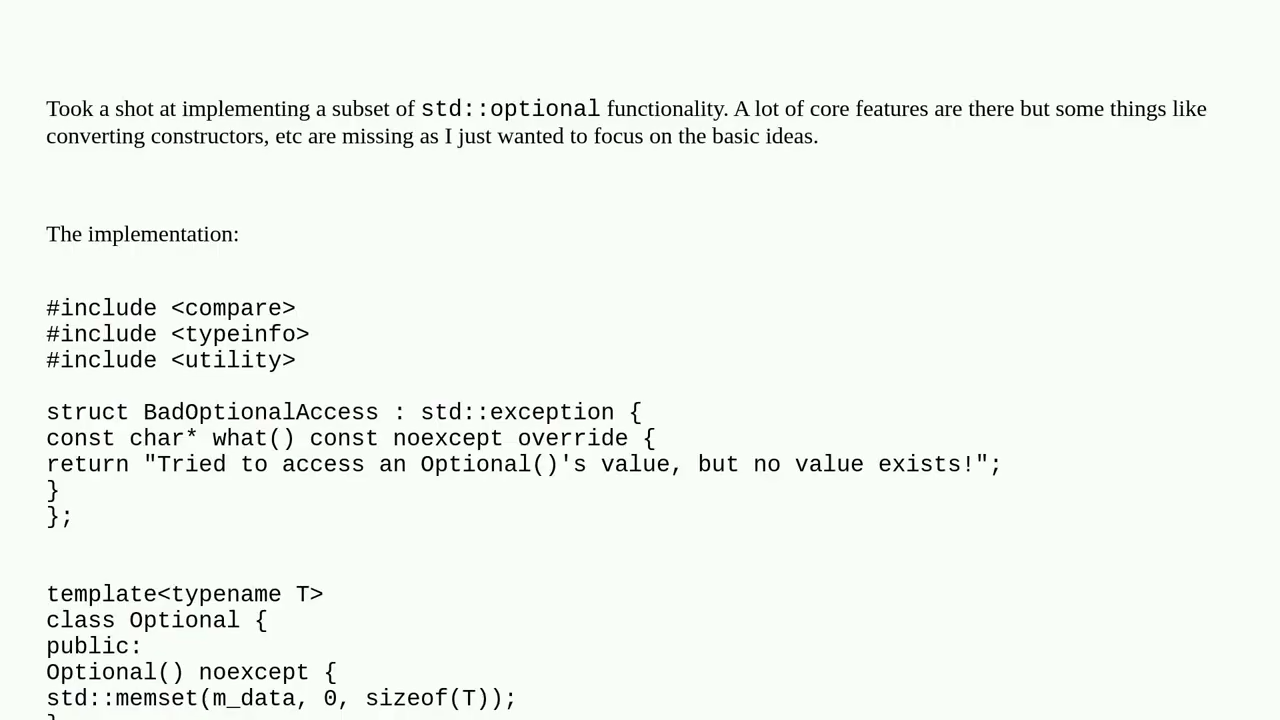 Took a shot at implementing a subset of std::optional functionality. A lot of core features are there but some things like
converting constructors, etc are missing as I just wanted to focus on the basic ideas.
The implementation:
#include <compare>
#include <typeinfo>
#include <utility>
struct BadOptionalAccess : std::exception {
const char* what() const noexcept override {
return "Tried to access an Optional()'s value, but no value exists!";
}
};
template<typename T>
class Optional {
public:
Optional() noexcept {
std::memset(m_data, 0, sizeof(T));
}